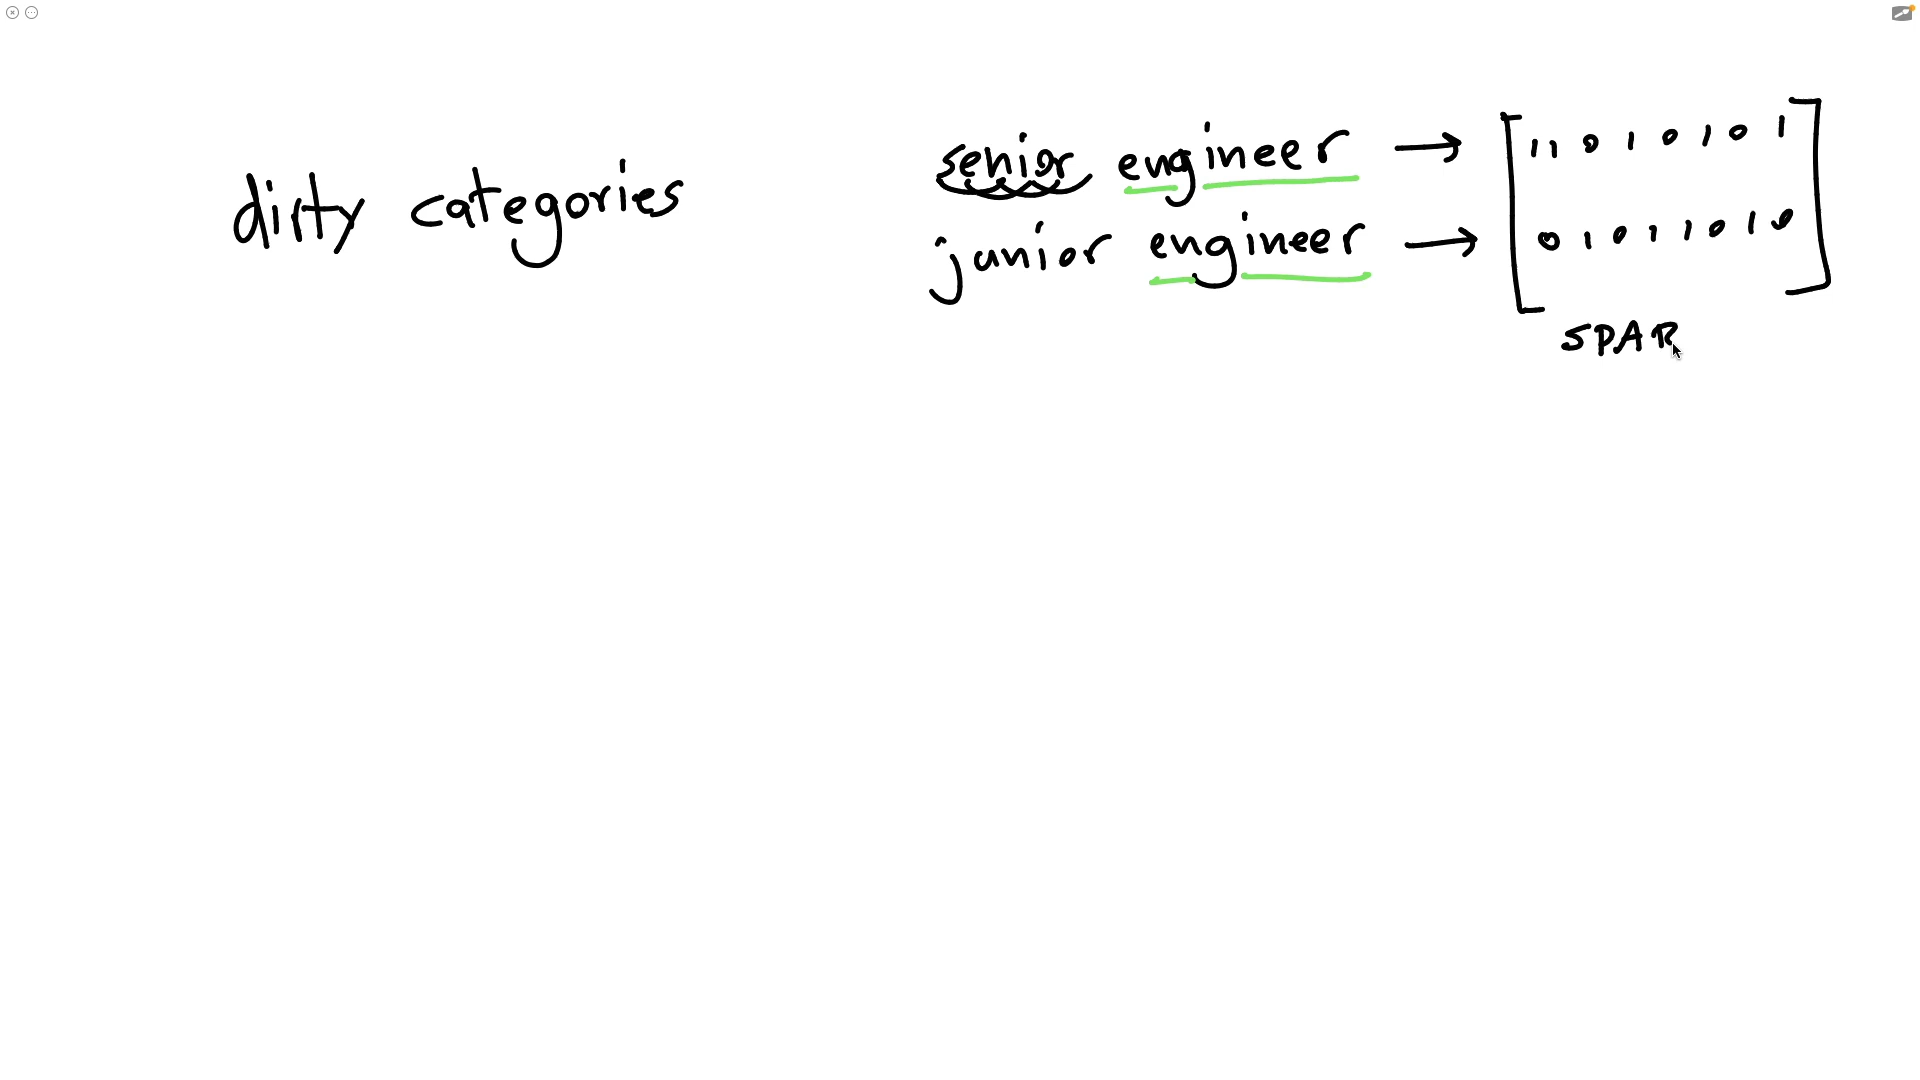 dirty categories
senior engineer → [ 1 1 0 1 0 1 0 1 ]
junior engineer → [ 0 1 0 1 1 0 1 0 ]
SPAR